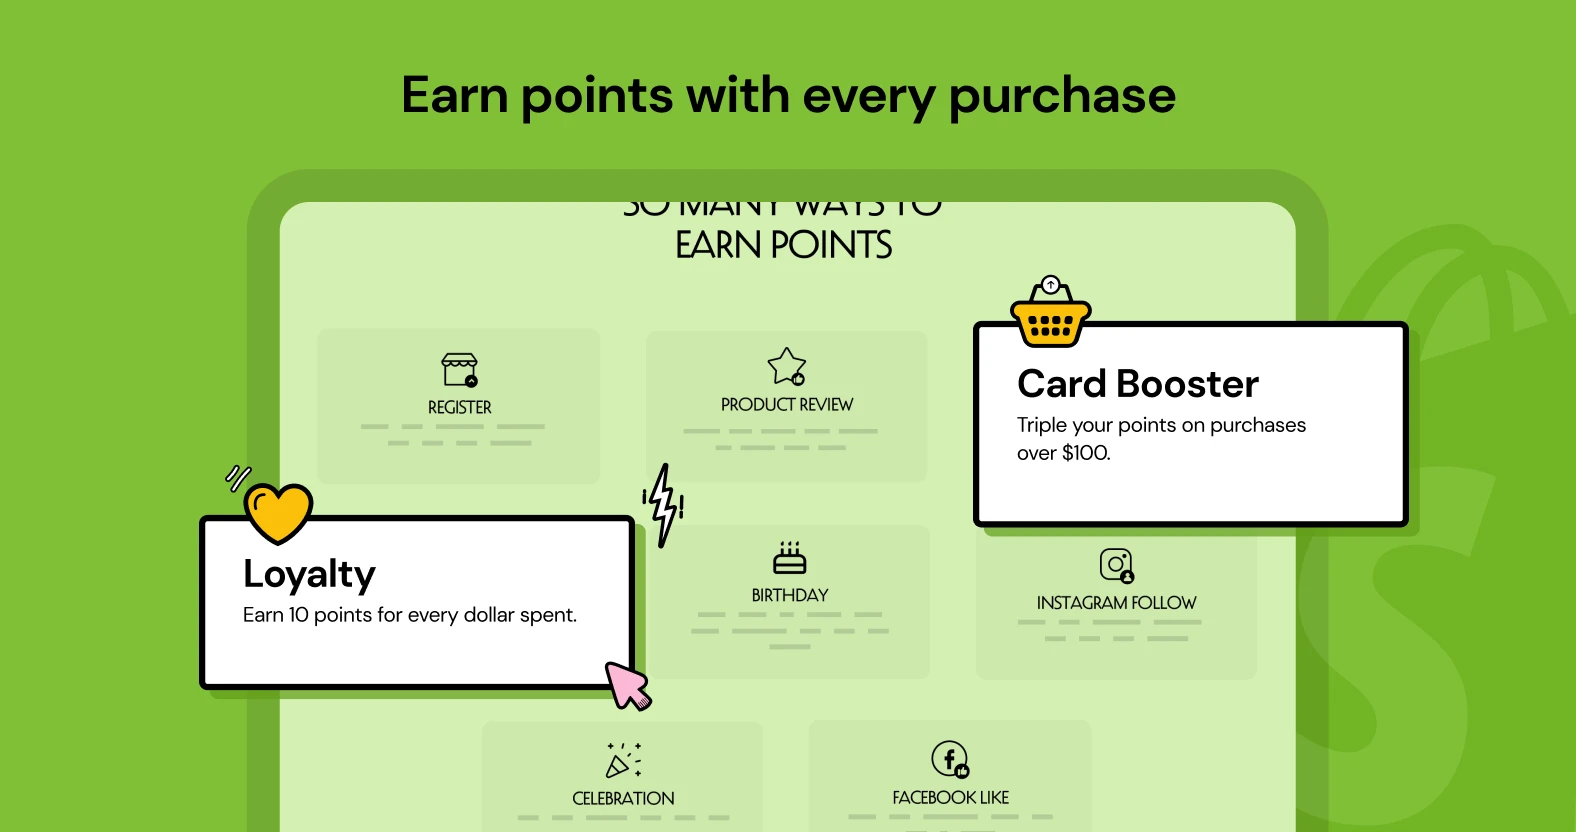 Earn points with every purchase
SO MANY WAYS TO
EARN POINTS
REGISTER
PRODUCT REVIEW
Card Booster
Triple your points on purchases
over $100.
Loyalty
Earn 10 points for every dollar spent.
BIRTHDAY
INSTAGRAM FOLLOW
CELEBRATION
FACEBOOK LIKE